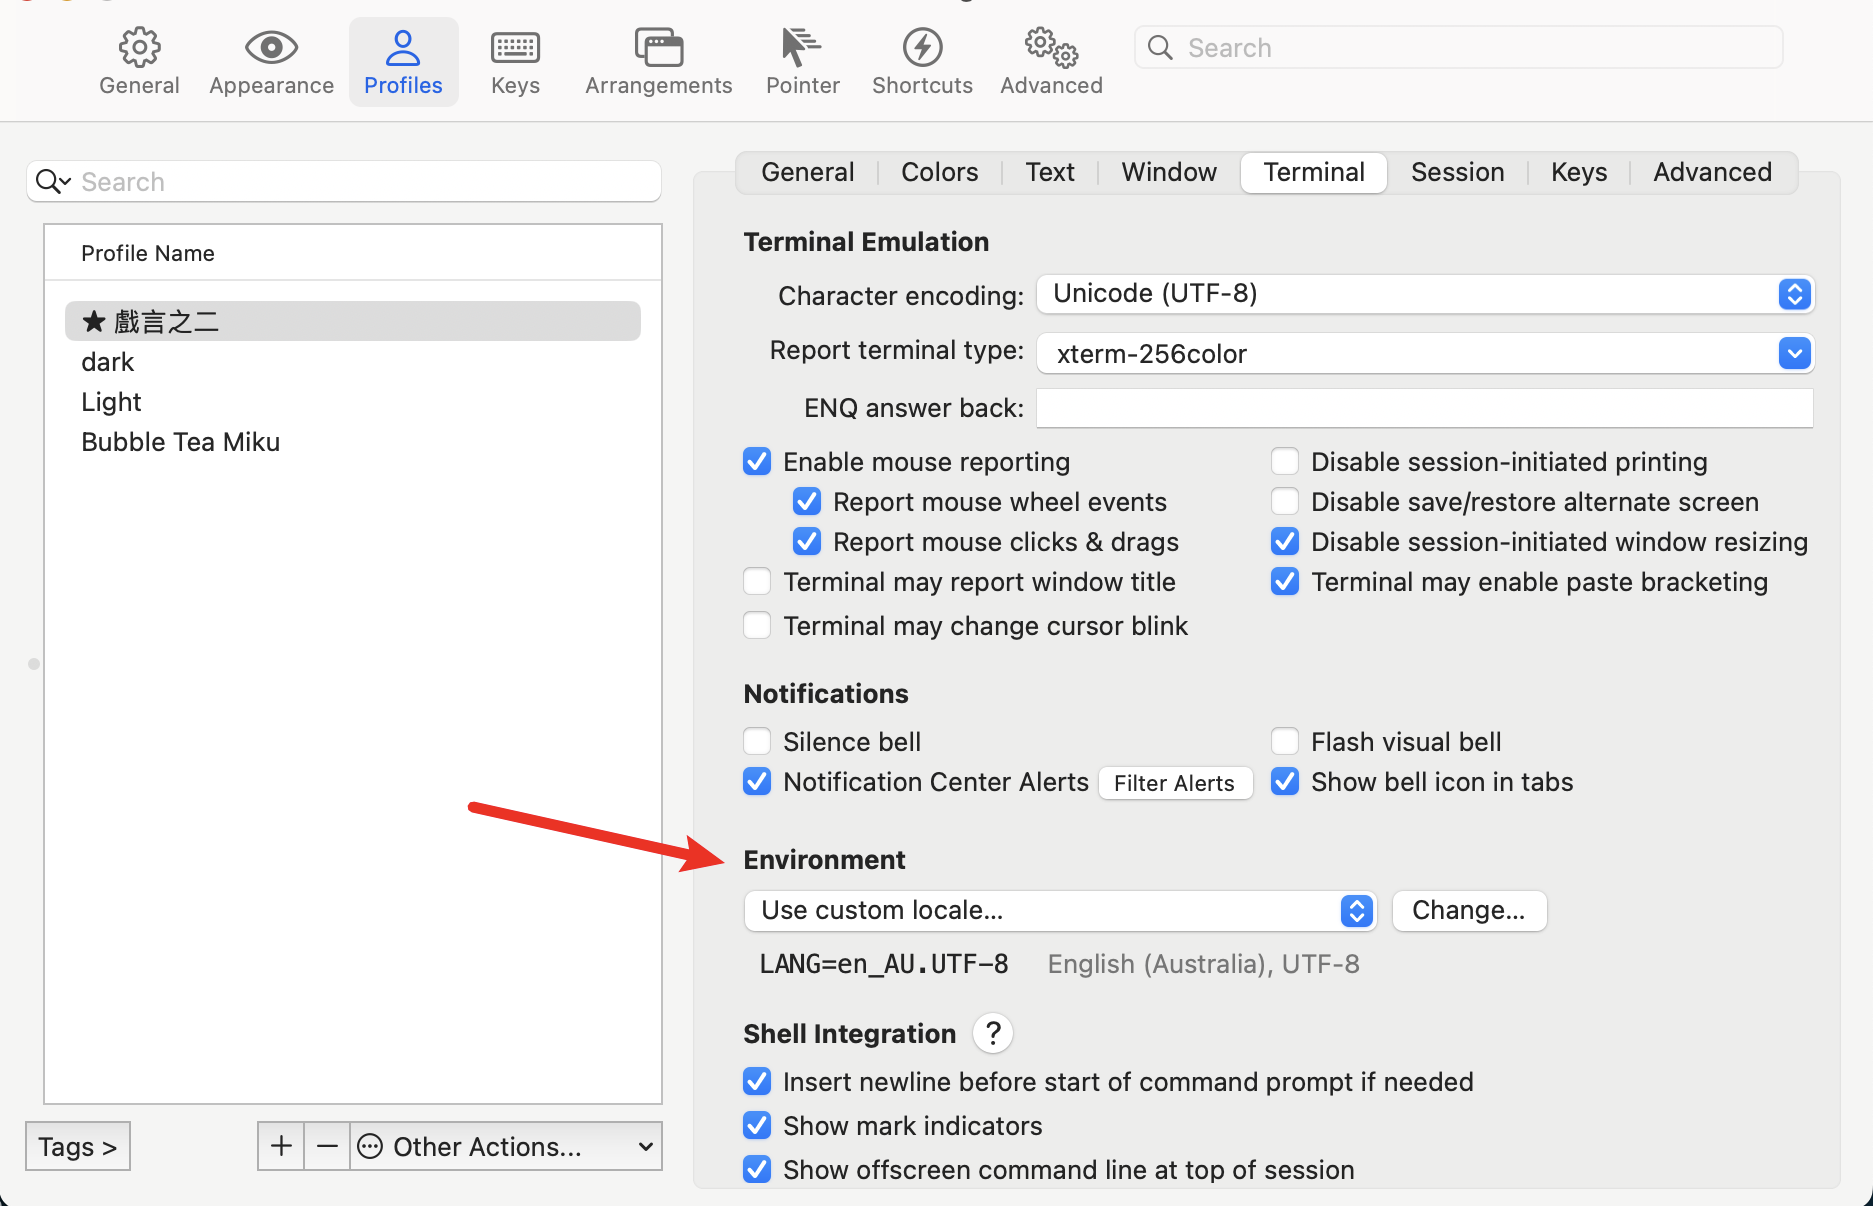 General
Appearance
Profiles
Keys
Arrangements
Pointer
Shortcuts
Advanced
Search
Search
Profile Name
★ 戲言之二
dark
Light
Bubble Tea Miku
Tags >
+
−
Other Actions...
General
Colors
Text
Window
Terminal
Session
Keys
Advanced
Terminal Emulation
Character encoding: Unicode (UTF-8)
Report terminal type: xterm-256color
ENQ answer back:
Enable mouse reporting
Report mouse wheel events
Report mouse clicks & drags
Terminal may report window title
Terminal may change cursor blink
Disable session-initiated printing
Disable save/restore alternate screen
Disable session-initiated window resizing
Terminal may enable paste bracketing
Notifications
Silence bell
Flash visual bell
Notification Center Alerts Filter Alerts
Show bell icon in tabs
Environment
Use custom locale... Change...
LANG=en_AU.UTF-8 English (Australia), UTF-8
Shell Integration ?
Insert newline before start of command prompt if needed
Show mark indicators
Show offscreen command line at top of session